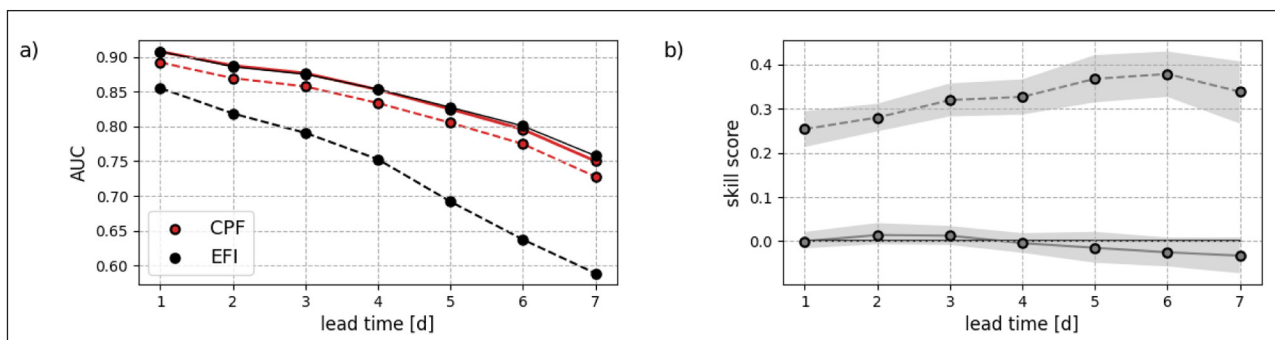 a)
AUC
0.90
0.85
0.80
0.75
0.70
0.65
0.60
CPF
EFI
1 2 3 4 5 6 7
lead time [d]
b)
skill score
0.4
0.3
0.2
0.1
0.0
1 2 3 4 5 6 7
lead time [d]